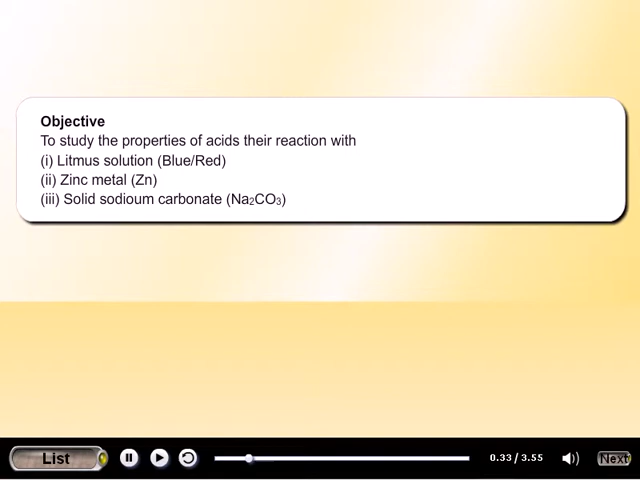 Objective
To study the properties of acids their reaction with
(i) Litmus solution (Blue/Red)
(ii) Zinc metal (Zn)
(iii) Solid sodioum carbonate (Na₂CO₃)
List
0.33 / 3.55
Next